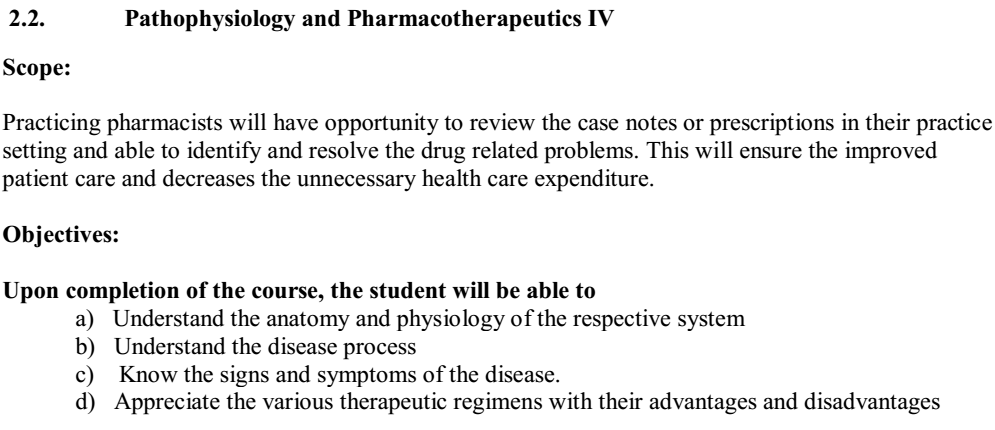 2.2. Pathophysiology and Pharmacotherapeutics IV
Scope:
Practicing pharmacists will have opportunity to review the case notes or prescriptions in their practice
setting and able to identify and resolve the drug related problems. This will ensure the improved
patient care and decreases the unnecessary health care expenditure.
Objectives:
Upon completion of the course, the student will be able to
a) Understand the anatomy and physiology of the respective system
b) Understand the disease process
c) Know the signs and symptoms of the disease.
d) Appreciate the various therapeutic regimens with their advantages and disadvantages